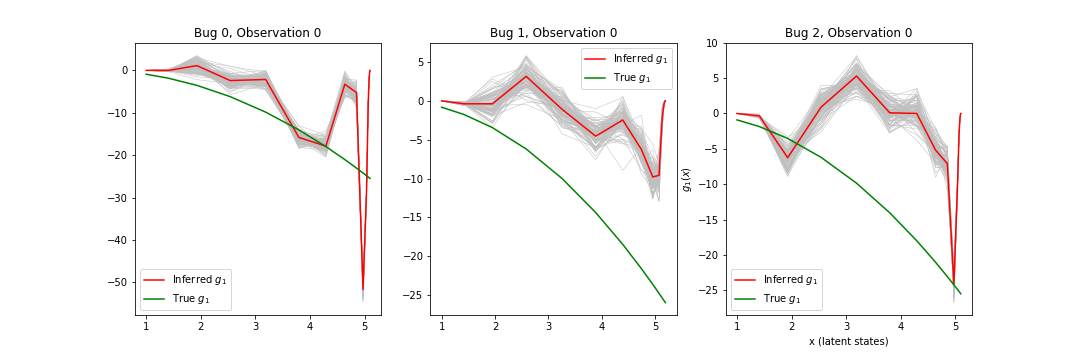 Bug 0, Observation 0
0
−10
−20
−30
−40
−50
Inferred g₁
True g₁
1 2 3 4 5
Bug 1, Observation 0
5
0
−5
−10
−15
−20
−25
Inferred g₁
True g₁
1 2 3 4 5
Bug 2, Observation 0
g₁(x)
10
5
0
−5
−10
−15
−20
−25
Inferred g₁
True g₁
1 2 3 4 5
x (latent states)